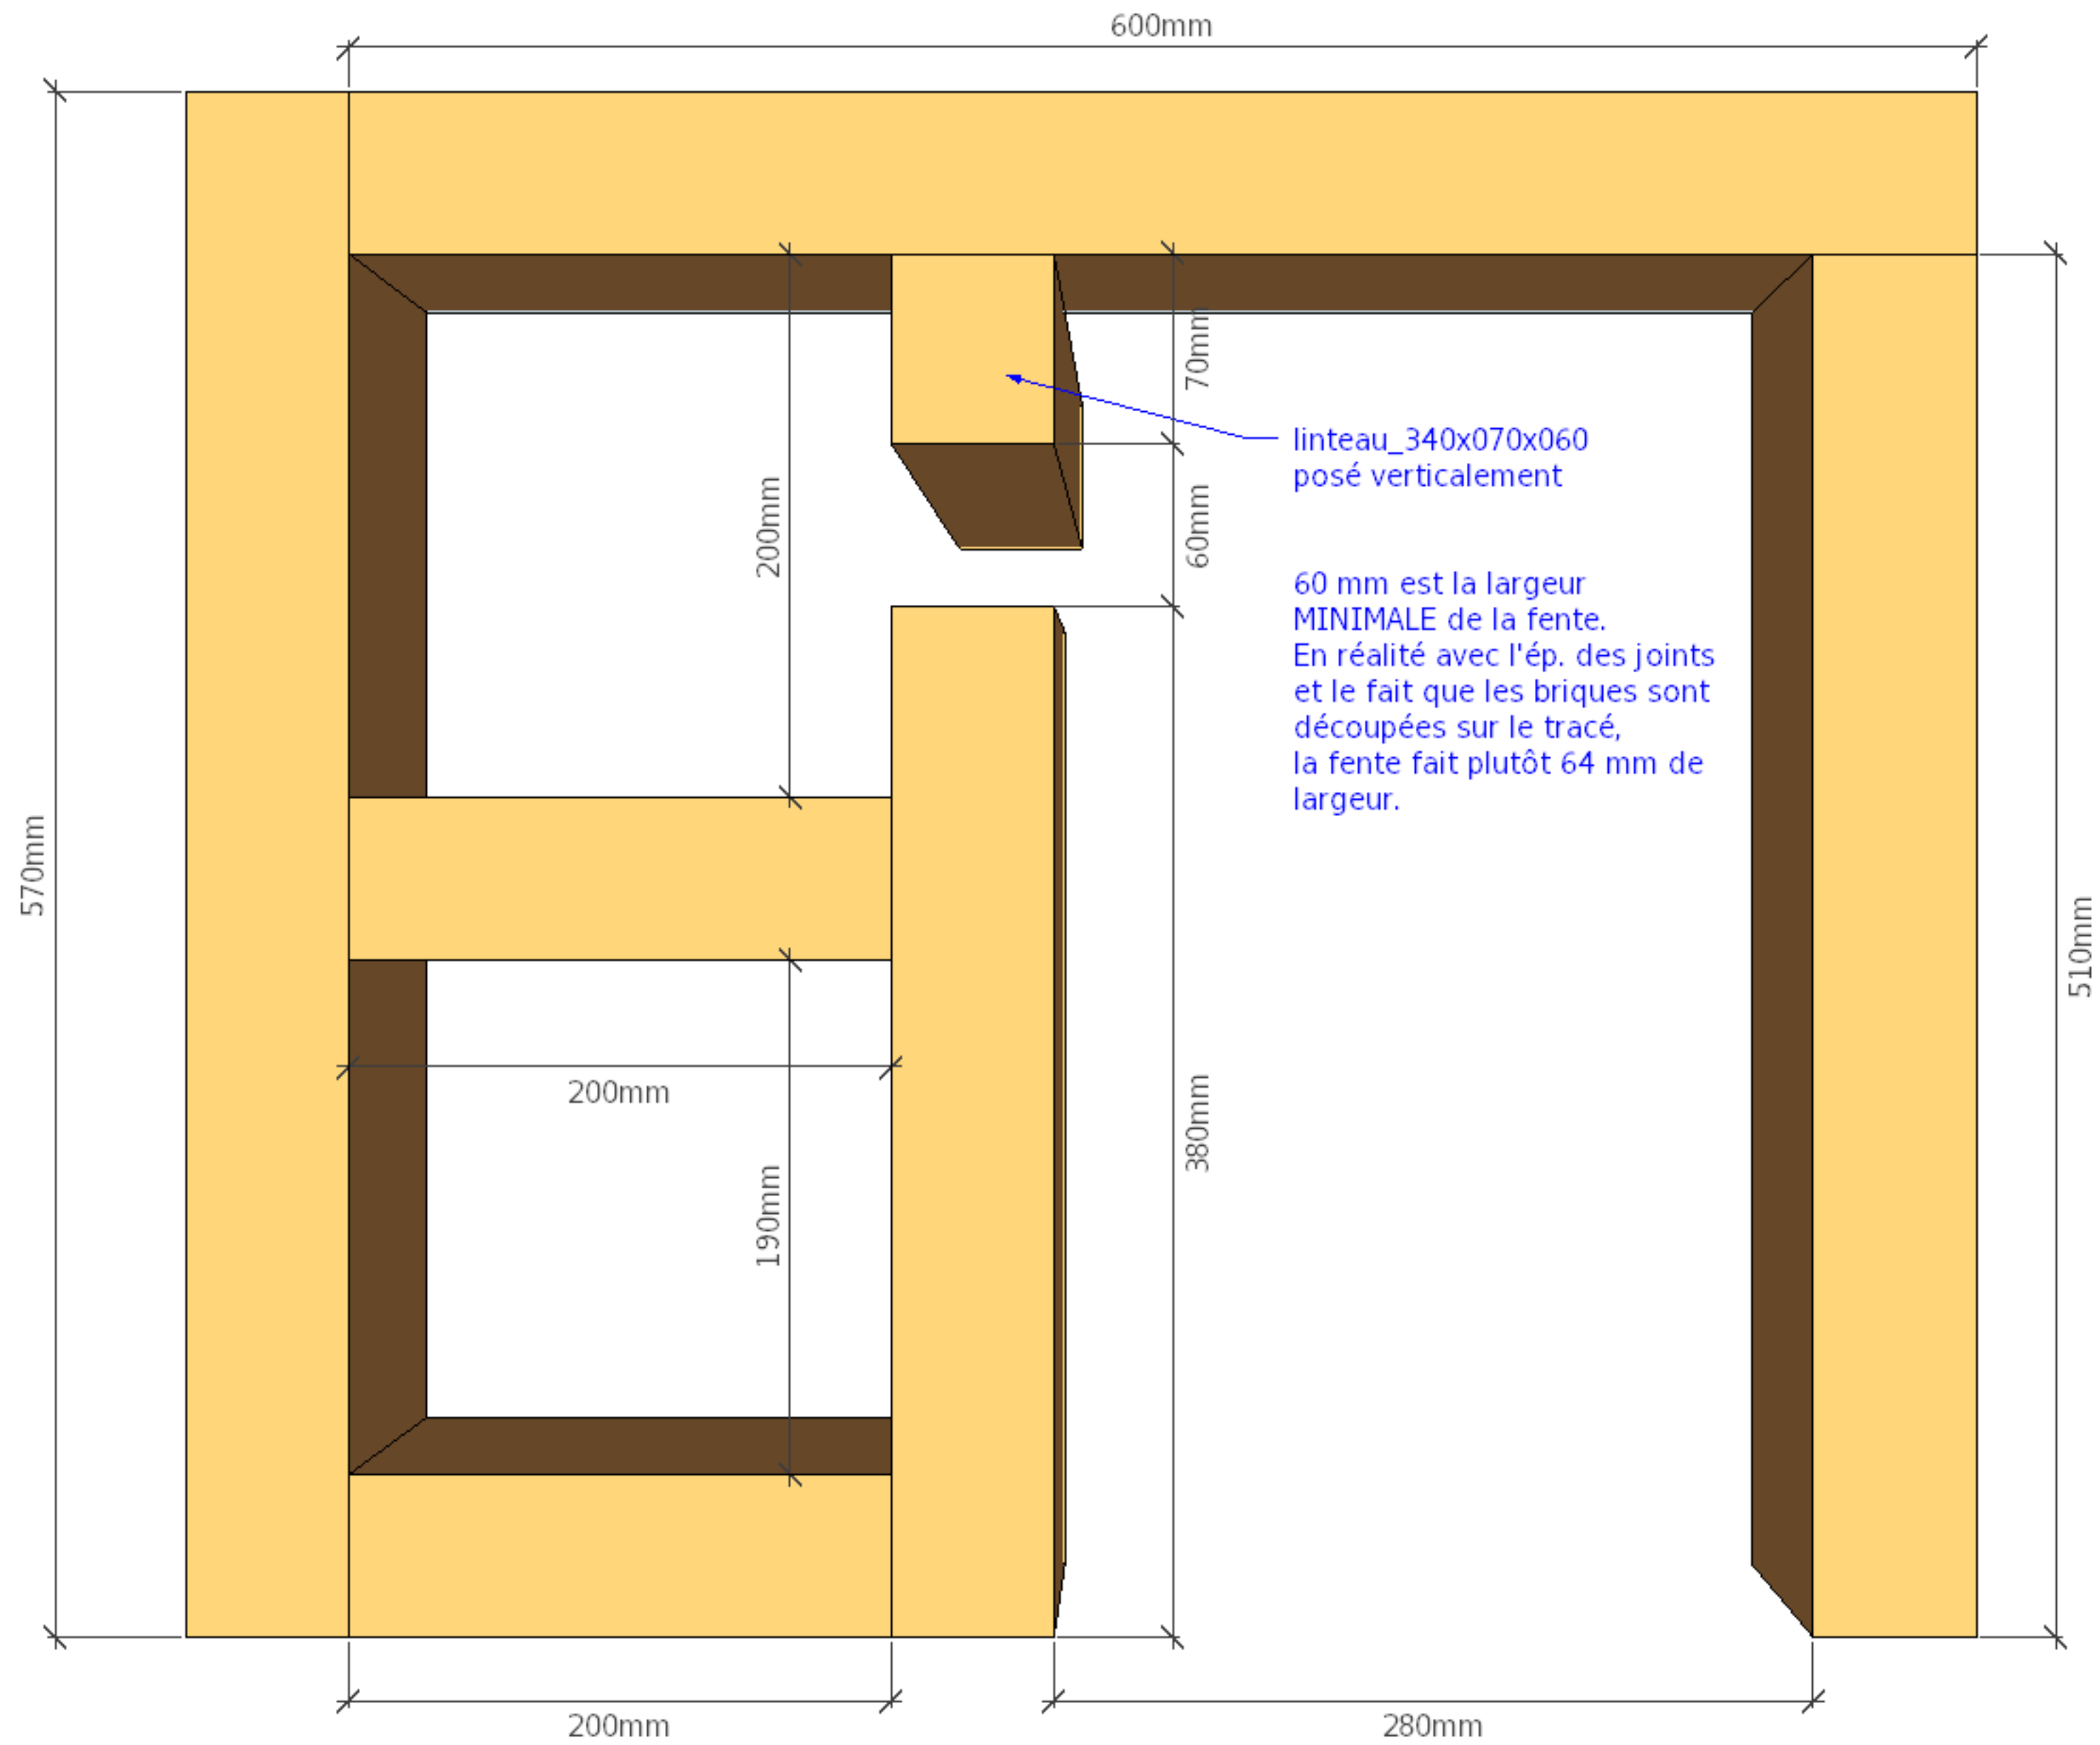 600mm
70mm
linteau_340x070x060
posé verticalement
200mm
60mm
60 mm est la largeur
MINIMALE de la fente.
En réalité avec l'ép. des joints
et le fait que les briques sont
découpées sur le tracé,
la fente fait plutôt 64 mm de
largeur.
570mm
510mm
200mm
380mm
190mm
200mm
280mm